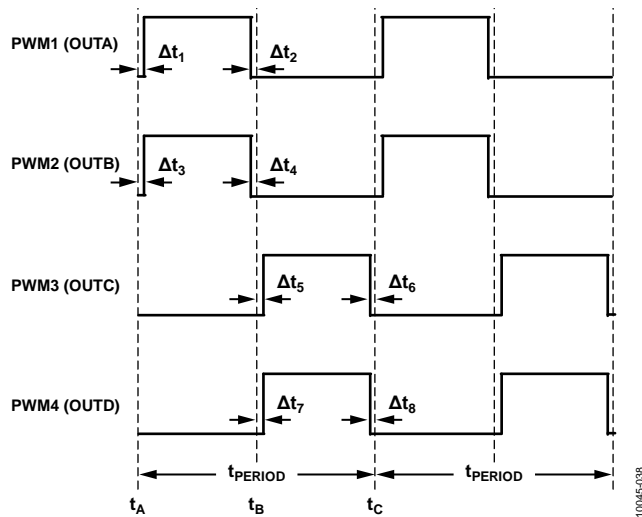 PWM1 (OUTA)
Δt1
Δt2
PWM2 (OUTB)
Δt3
Δt4
PWM3 (OUTC)
Δt5
Δt6
PWM4 (OUTD)
Δt7
Δt8
tPERIOD
tPERIOD
tA
tB
tC
10045-038